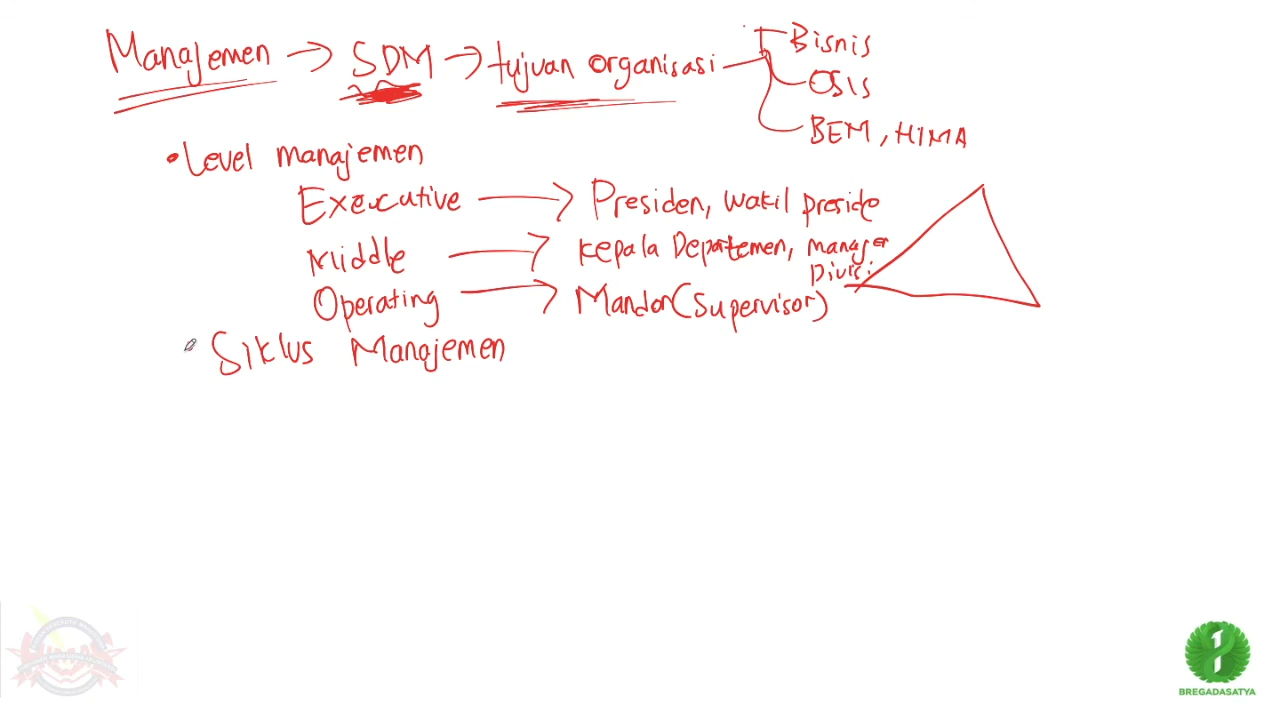 Manajemen → SDM → tujuan organisasi
Bisnis
OSIS
BEM, HIMA
• Level manajemen
Executive → Presiden, wakil preside
Middle → Kepala Departemen, manager
Divisi
Operating → Mandor (Supervisor)
Siklus Manajemen
BREGADASATYA